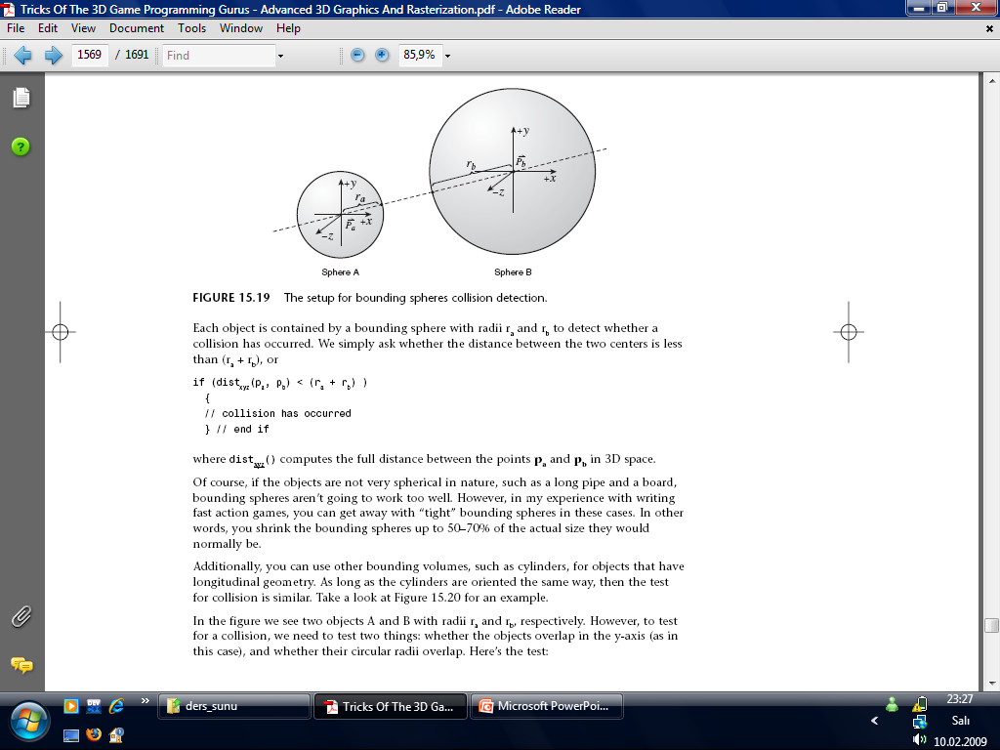 Tricks Of The 3D Game Programming Gurus - Advanced 3D Graphics And Rasterization.pdf - Adobe Reader
File Edit View Document Tools Window Help
1569 / 1691 Find 85,9%
+y
r_b P_b
+x
-z
+y
r_a
P_a +x
-z
Sphere A Sphere B
FIGURE 15.19 The setup for bounding spheres collision detection.
Each object is contained by a bounding sphere with radii r_a and r_b to detect whether a
collision has occurred. We simply ask whether the distance between the two centers is less
than (r_a + r_b), or
if (dist_xyz(p_a, p_b) < (r_a + r_b) )
{
// collision has occurred
} // end if
where dist_xyz() computes the full distance between the points p_a and p_b in 3D space.
Of course, if the objects are not very spherical in nature, such as a long pipe and a board,
bounding spheres aren't going to work too well. However, in my experience with writing
fast action games, you can get away with “tight” bounding spheres in these cases. In other
words, you shrink the bounding spheres up to 50–70% of the actual size they would
normally be.
Additionally, you can use other bounding volumes, such as cylinders, for objects that have
longitudinal geometry. As long as the cylinders are oriented the same way, then the test
for collision is similar. Take a look at Figure 15.20 for an example.
In the figure we see two objects A and B with radii r_a and r_b, respectively. However, to test
for a collision, we need to test two things: whether the objects overlap in the y-axis (as in
this case), and whether their circular radii overlap. Here's the test:
ders_sunu Tricks Of The 3D Ga... Microsoft PowerPoi...
23:27
Salı
10.02.2009